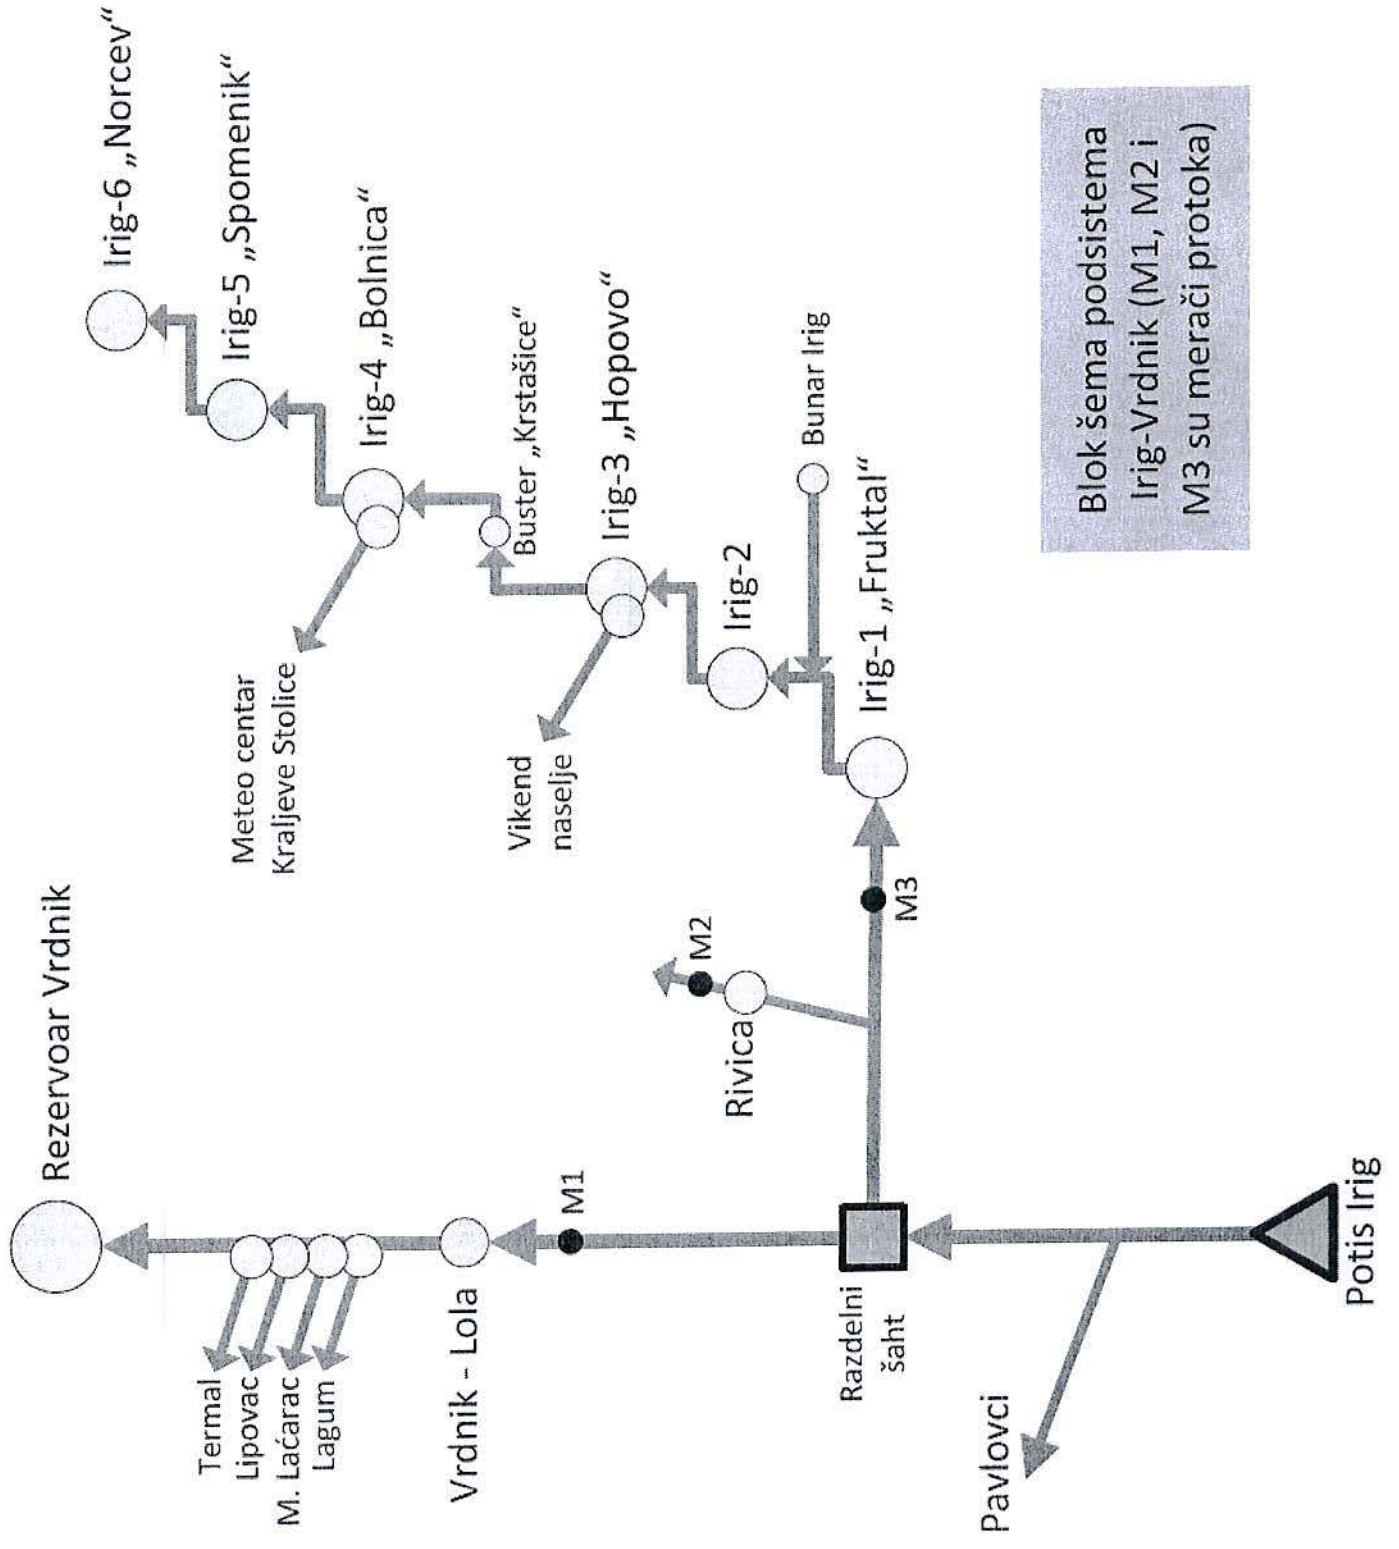 Rezervoar Vrdnik
Termal
Lipovac
M. Laćarac
Lagum
Vrdnik - Lola
M1
Razdelni
šaht
Pavlovci
Potis Irig
Rivica
M2
M3
Irig-1 „Fruktal“
Bunar Irig
Irig-2
Irig-3 „Hopovo“
Vikend
naselje
Buster „Krstašice“
Irig-4 „Bolnica“
Meteo centar
Kraljeve Stolice
Irig-5 „Spomenik“
Irig-6 „Norcev“
Blok šema podsistema
Irig-Vrdnik (M1, M2 i
M3 su merači protoka)